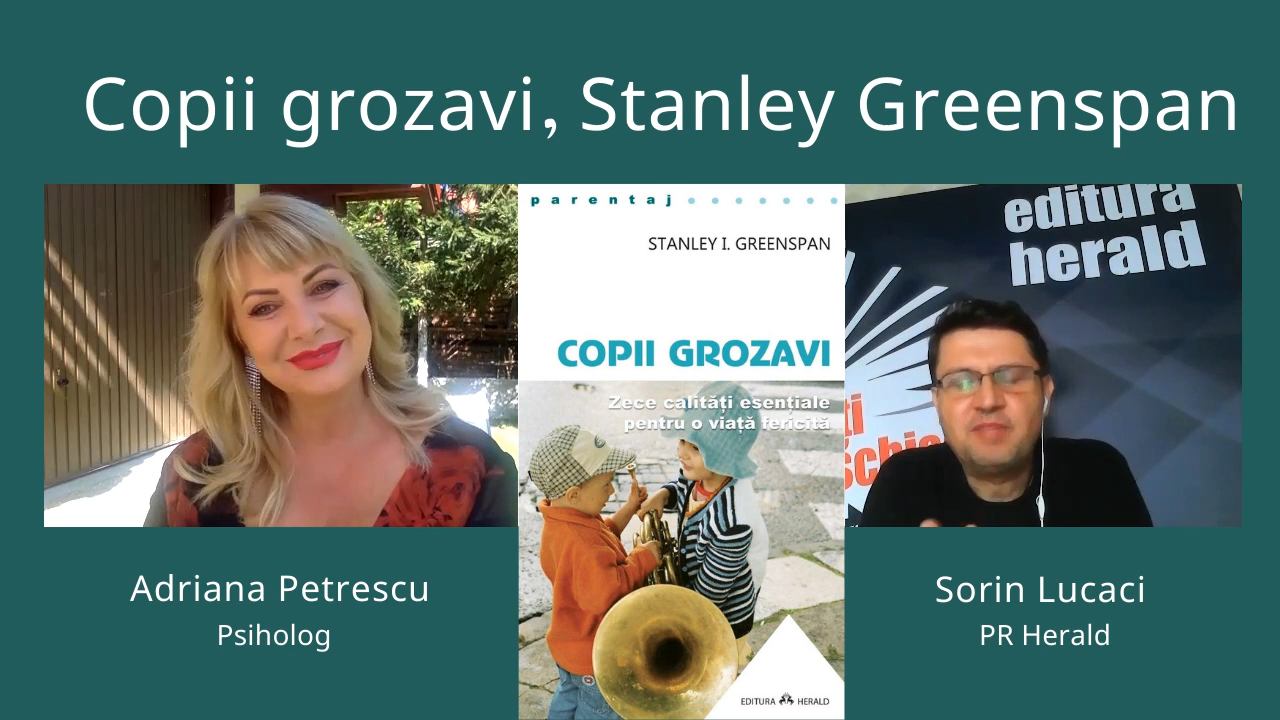 Copii grozavi, Stanley Greenspan
parentaj
STANLEY I. GREENSPAN
COPII GROZAVI
Zece calități esențiale
pentru o viață fericită
EDITURA HERALD
editura
herald
Adriana Petrescu
Psiholog
Sorin Lucaci
PR Herald